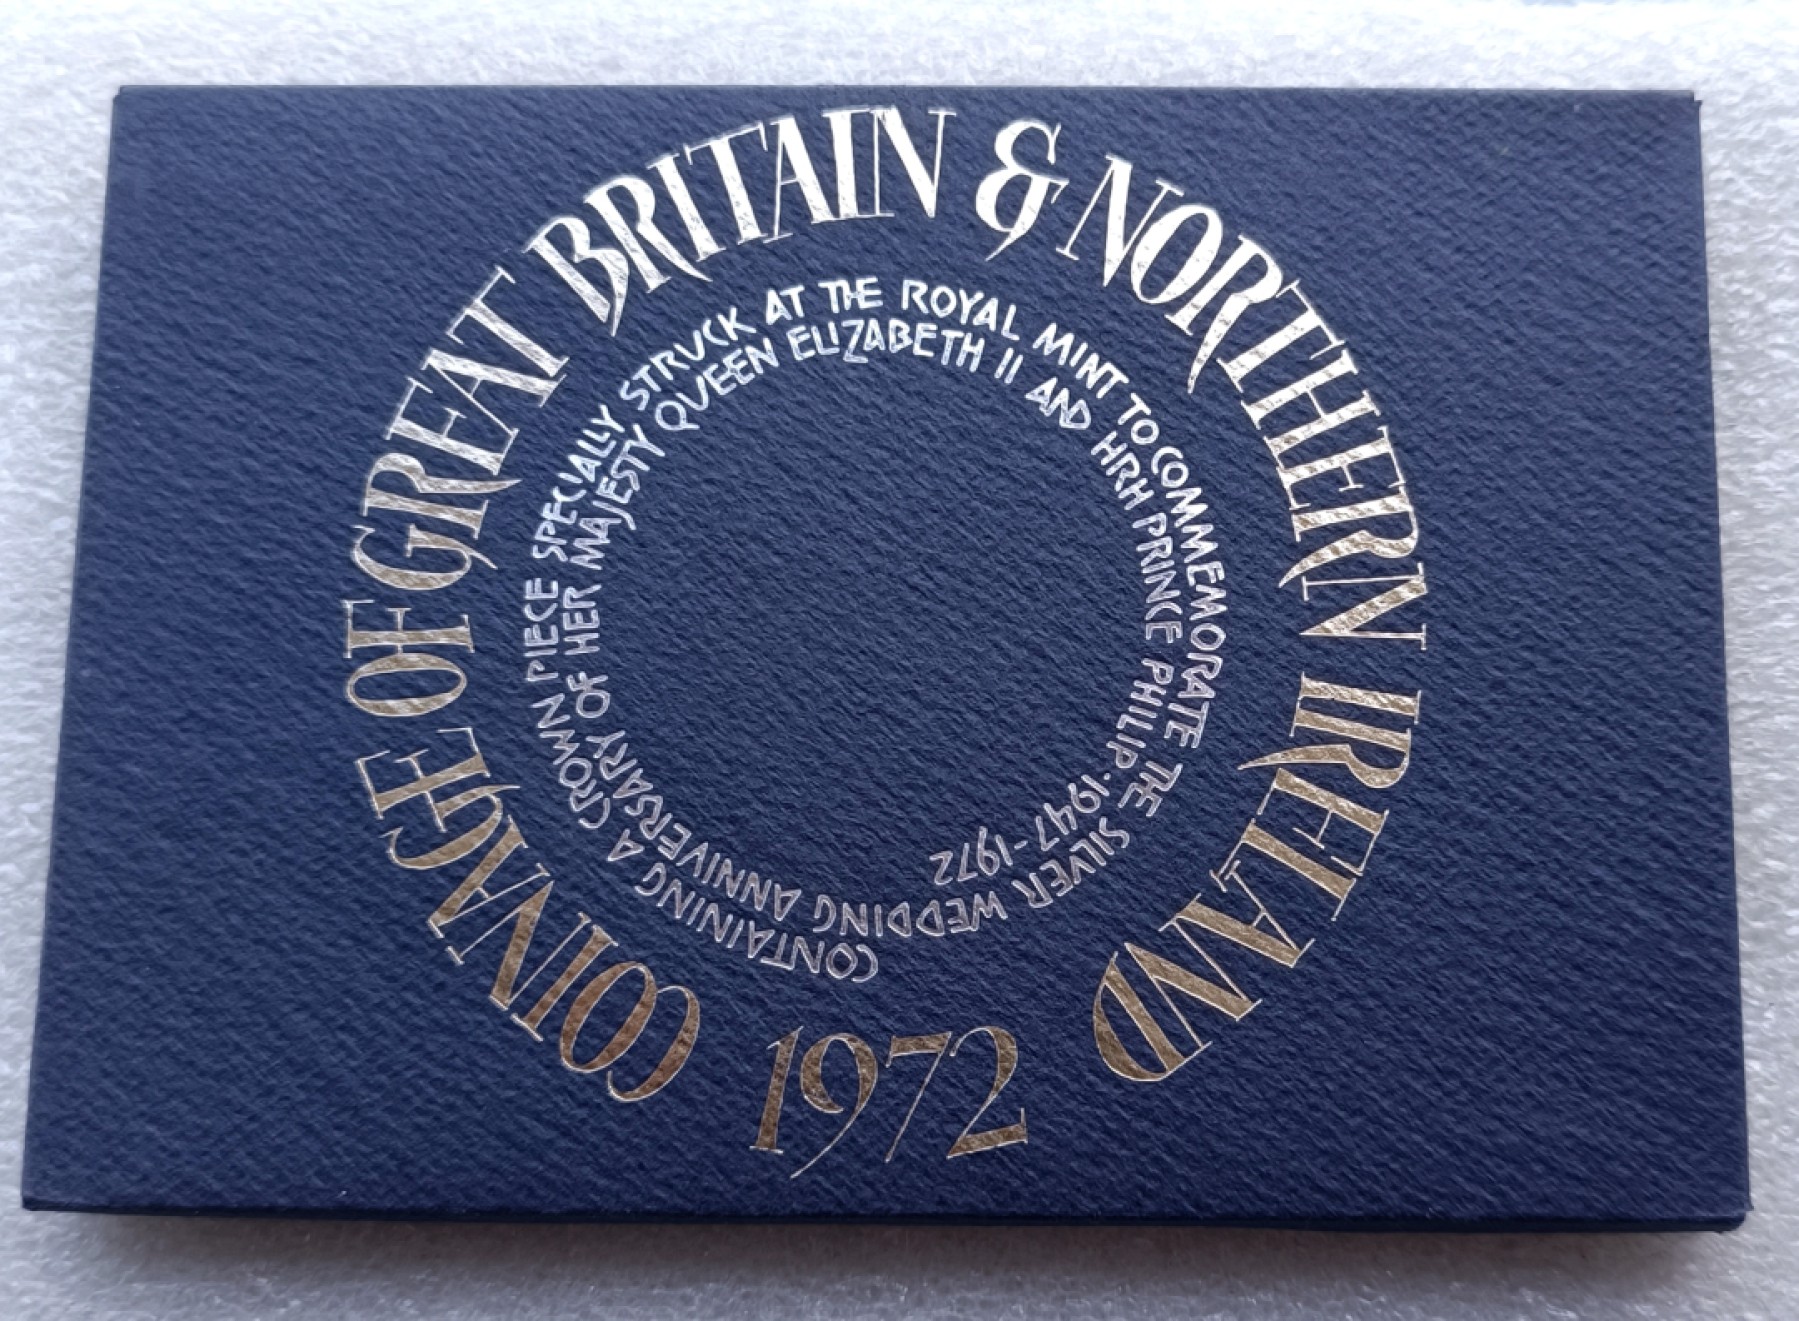 COINAGE OF GREAT BRITAIN & NORTHERN IRELAND
1972
CONTAINING A CROWN PIECE SPECIALLY STRUCK AT THE ROYAL MINT TO COMMEMORATE THE SILVER WEDDING ANNIVERSARY OF HER MAJESTY QUEEN ELIZABETH II AND HRH PRINCE PHILIP · 1947-1972